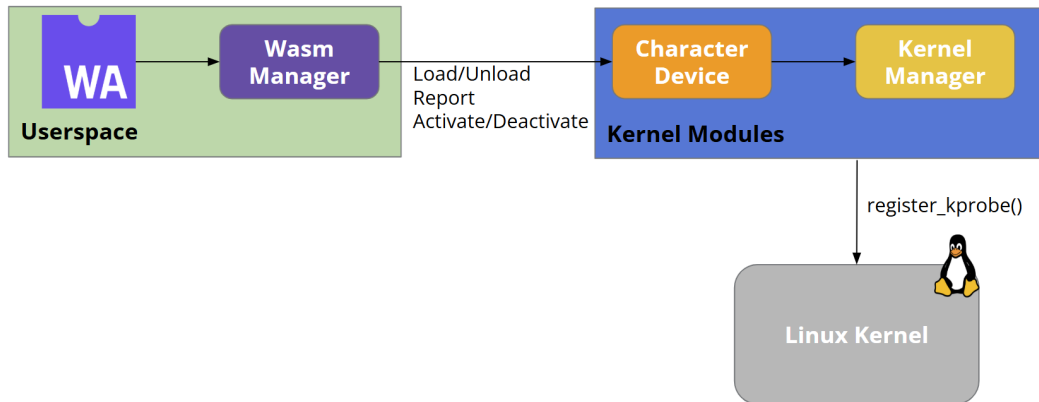 WA
Wasm
Manager
Userspace
Load/Unload
Report
Activate/Deactivate
Character
Device
Kernel
Manager
Kernel Modules
register_kprobe()
Linux Kernel